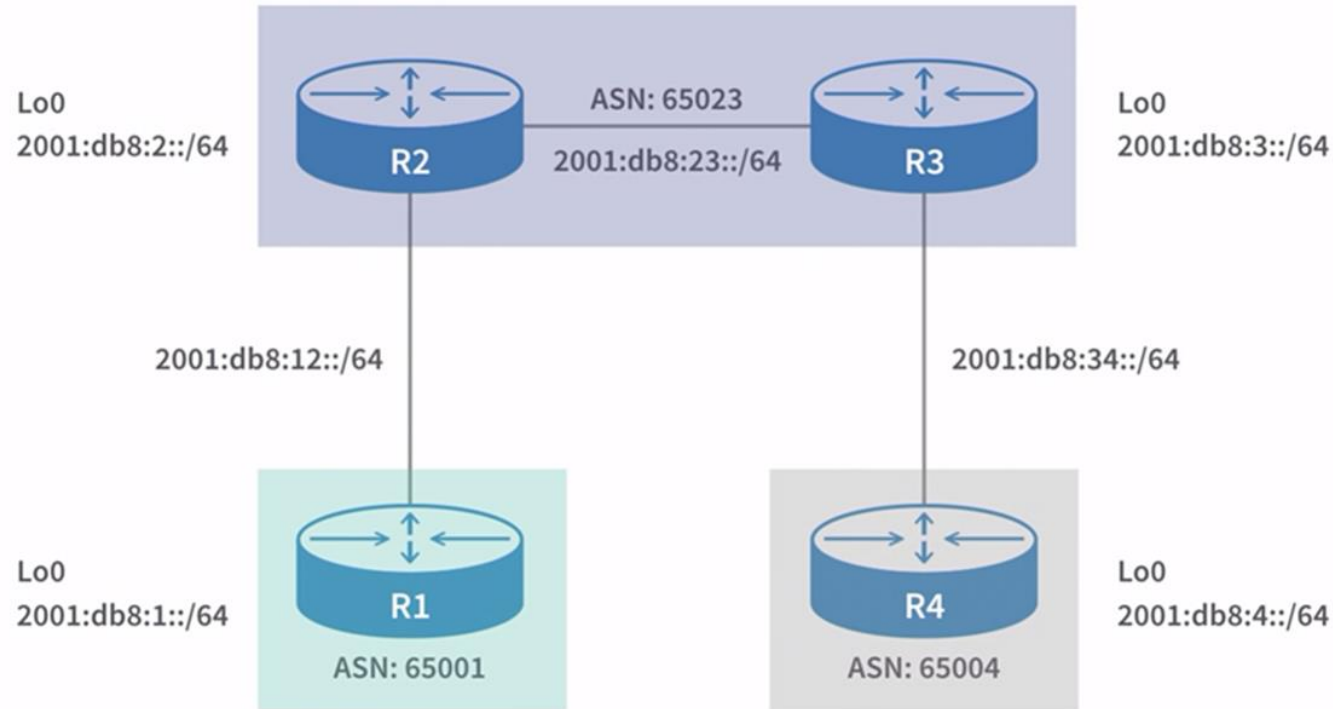 Lo0
2001:db8:2::/64
R2
ASN: 65023
2001:db8:23::/64
R3
Lo0
2001:db8:3::/64
2001:db8:12::/64
2001:db8:34::/64
Lo0
2001:db8:1::/64
R1
ASN: 65001
R4
ASN: 65004
Lo0
2001:db8:4::/64